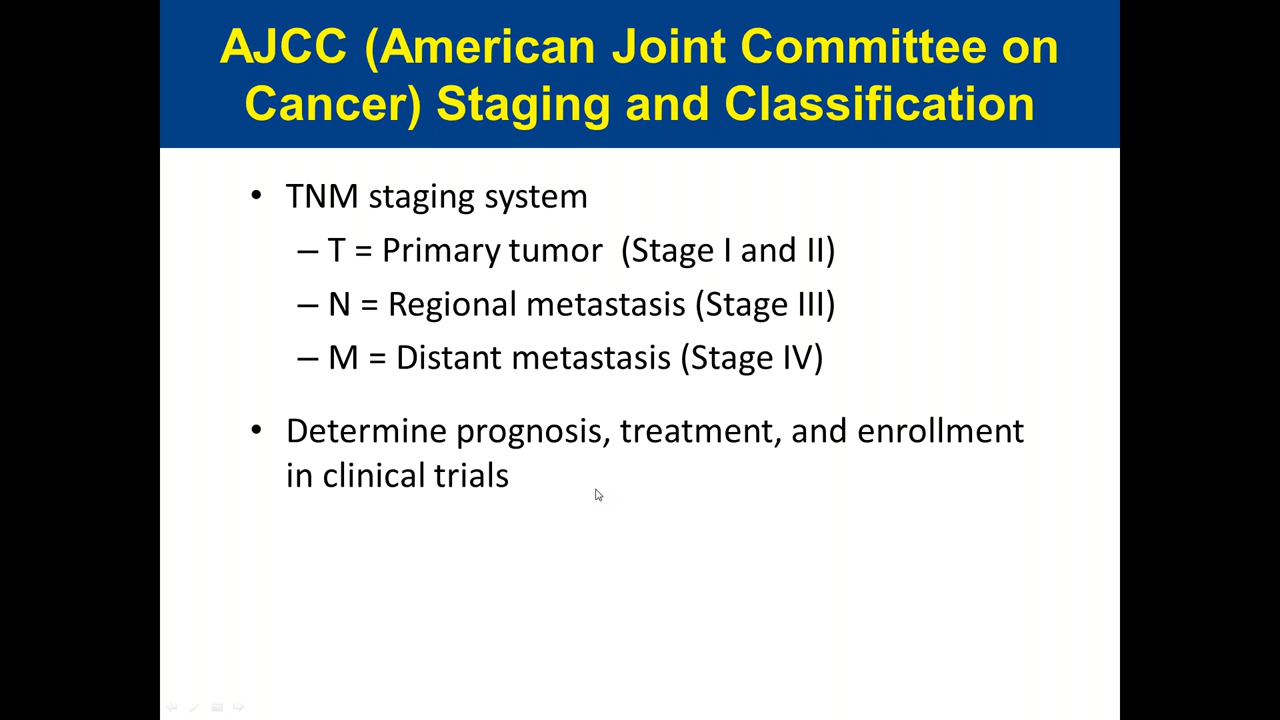 AJCC (American Joint Committee on
Cancer) Staging and Classification
• TNM staging system
– T = Primary tumor  (Stage I and II)
– N = Regional metastasis (Stage III)
– M = Distant metastasis (Stage IV)
• Determine prognosis, treatment, and enrollment
in clinical trials